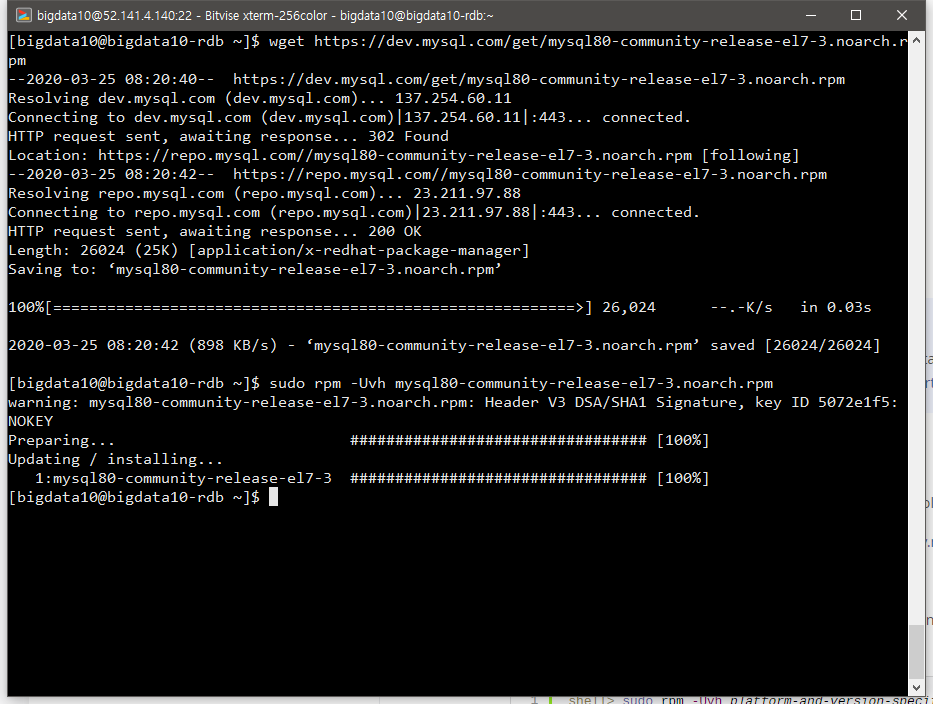 bigdata10@52.141.4.140:22 - Bitvise xterm-256color - bigdata10@bigdata10-rdb:~
[bigdata10@bigdata10-rdb ~]$ wget https://dev.mysql.com/get/mysql80-community-release-el7-3.noarch.r
pm
--2020-03-25 08:20:40--  https://dev.mysql.com/get/mysql80-community-release-el7-3.noarch.rpm
Resolving dev.mysql.com (dev.mysql.com)... 137.254.60.11
Connecting to dev.mysql.com (dev.mysql.com)|137.254.60.11|:443... connected.
HTTP request sent, awaiting response... 302 Found
Location: https://repo.mysql.com//mysql80-community-release-el7-3.noarch.rpm [following]
--2020-03-25 08:20:42--  https://repo.mysql.com//mysql80-community-release-el7-3.noarch.rpm
Resolving repo.mysql.com (repo.mysql.com)... 23.211.97.88
Connecting to repo.mysql.com (repo.mysql.com)|23.211.97.88|:443... connected.
HTTP request sent, awaiting response... 200 OK
Length: 26024 (25K) [application/x-redhat-package-manager]
Saving to: ‘mysql80-community-release-el7-3.noarch.rpm’
100%[==========================================================>] 26,024      --.-K/s   in 0.03s
2020-03-25 08:20:42 (898 KB/s) - ‘mysql80-community-release-el7-3.noarch.rpm’ saved [26024/26024]
[bigdata10@bigdata10-rdb ~]$ sudo rpm -Uvh mysql80-community-release-el7-3.noarch.rpm
warning: mysql80-community-release-el7-3.noarch.rpm: Header V3 DSA/SHA1 Signature, key ID 5072e1f5:
NOKEY
Preparing...                          ################################# [100%]
Updating / installing...
   1:mysql80-community-release-el7-3  ################################# [100%]
[bigdata10@bigdata10-rdb ~]$
1 shell> sudo rpm -Uvh platform-and-version-speci